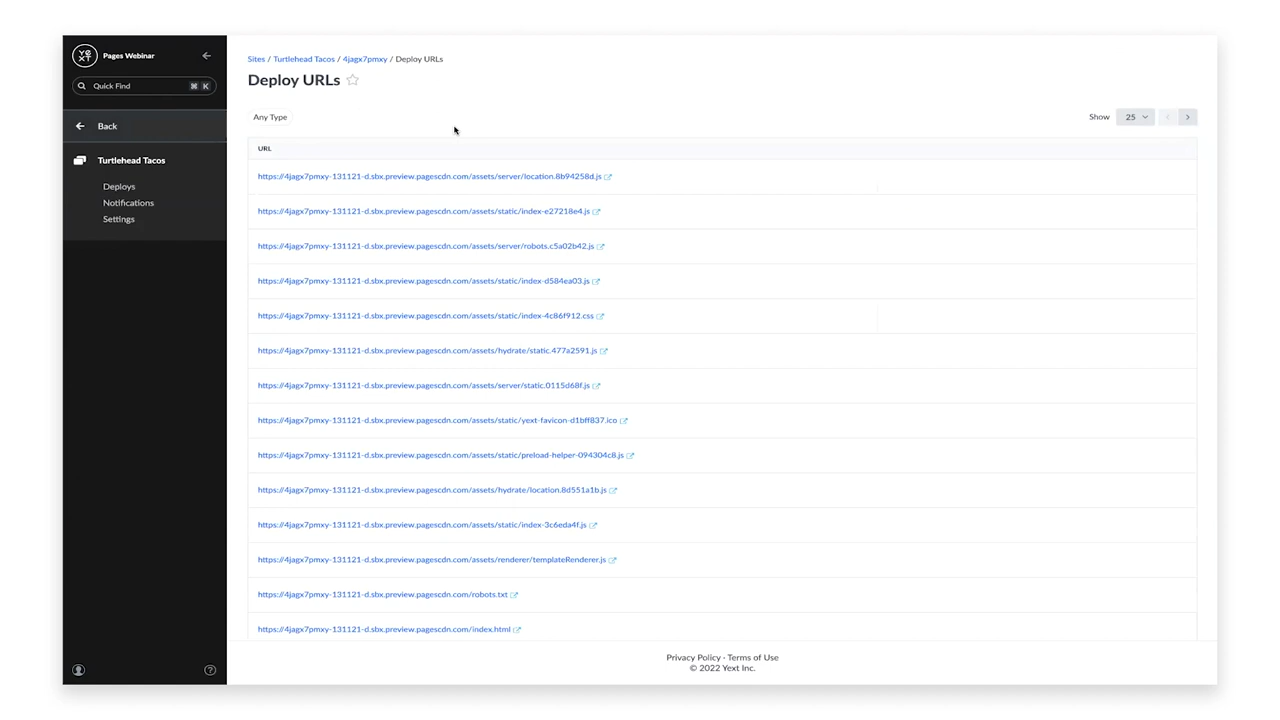 YEXT
Pages Webinar
Quick Find
⌘ K
Back
Turtlehead Tacos
Deploys
Notifications
Settings
Sites / Turtlehead Tacos / 4jagx7pmxy / Deploy URLs
Deploy URLs
Any Type
Show 25
URL
https://4jagx7pmxy-131121-d.sbx.preview.pagescdn.com/assets/server/location.8b94258d.js
https://4jagx7pmxy-131121-d.sbx.preview.pagescdn.com/assets/static/index-e27218e4.js
https://4jagx7pmxy-131121-d.sbx.preview.pagescdn.com/assets/server/robots.c5a02b42.js
https://4jagx7pmxy-131121-d.sbx.preview.pagescdn.com/assets/static/index-d584ea03.js
https://4jagx7pmxy-131121-d.sbx.preview.pagescdn.com/assets/static/index-4c86f912.css
https://4jagx7pmxy-131121-d.sbx.preview.pagescdn.com/assets/hydrate/static.477a2591.js
https://4jagx7pmxy-131121-d.sbx.preview.pagescdn.com/assets/server/static.0115d68f.js
https://4jagx7pmxy-131121-d.sbx.preview.pagescdn.com/assets/static/yext-favicon-d1bff837.ico
https://4jagx7pmxy-131121-d.sbx.preview.pagescdn.com/assets/static/preload-helper-094304c8.js
https://4jagx7pmxy-131121-d.sbx.preview.pagescdn.com/assets/hydrate/location.8d551a1b.js
https://4jagx7pmxy-131121-d.sbx.preview.pagescdn.com/assets/static/index-3c6eda4f.js
https://4jagx7pmxy-131121-d.sbx.preview.pagescdn.com/assets/renderer/templateRenderer.js
https://4jagx7pmxy-131121-d.sbx.preview.pagescdn.com/robots.txt
https://4jagx7pmxy-131121-d.sbx.preview.pagescdn.com/index.html
Privacy Policy · Terms of Use
© 2022 Yext Inc.